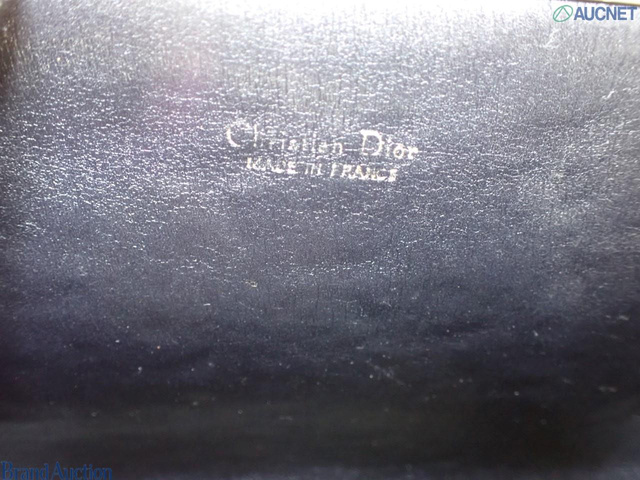 AUCNET
Christian Dior
MADE IN FRANCE
Brand Auction